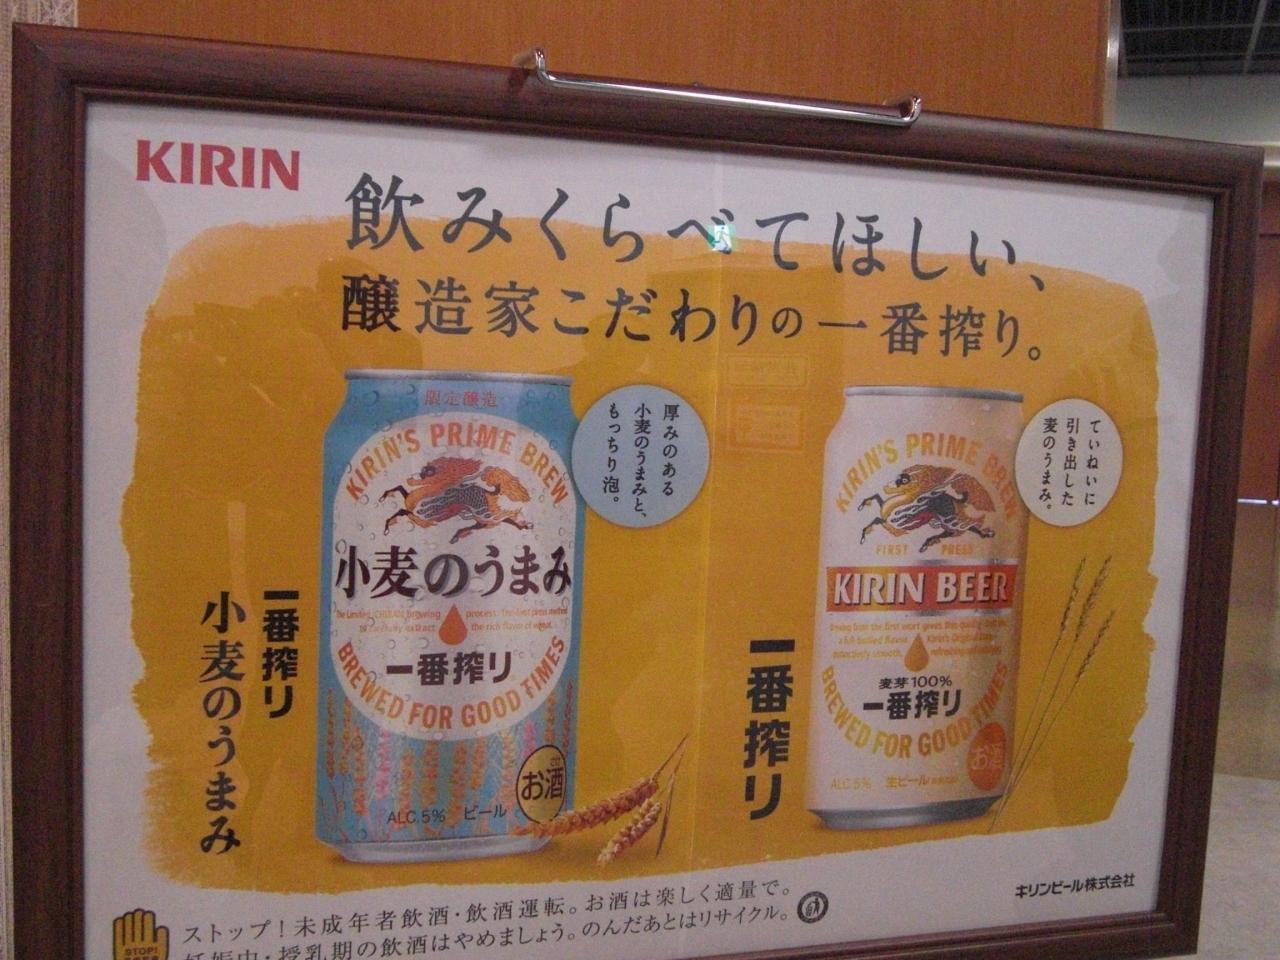 KIRIN
飲みくらべてほしい、
醸造家こだわりの一番搾り。
限定醸造
KIRIN'S PRIME BREW
小麦のうまみ
一番搾り
BREWED FOR GOOD TIMES
ALC.5% ビール
お酒
厚みのある
小麦のうまみと、
もっちり泡。
一番搾り
小麦のうまみ
KIRIN'S PRIME BREW
FIRST PRESS
KIRIN BEER
麦芽100%
一番搾り
BREWED FOR GOOD TIMES
ALC.5% 生ビール
お酒
ていねいに
引き出した
麦のうまみ。
一番搾り
キリンビール株式会社
STOP!
ストップ!未成年者飲酒・飲酒運転。お酒は楽しく適量で。
妊娠中・授乳期の飲酒はやめましょう。のんだあとはリサイクル。